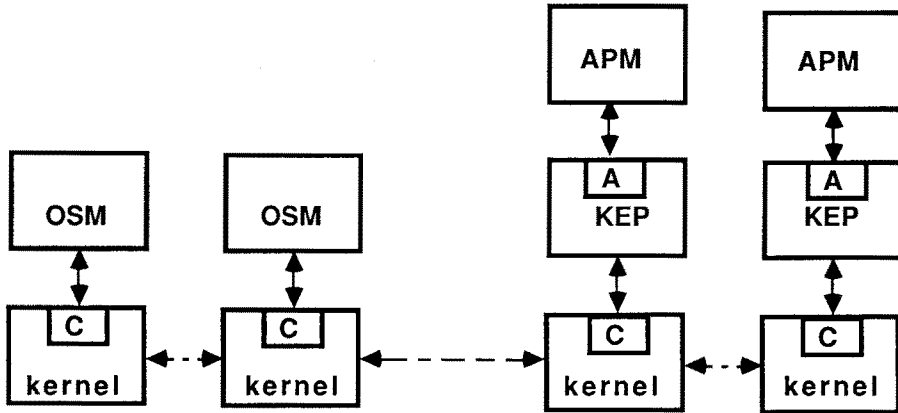 APM APM
A A
KEP KEP
OSM OSM
C C C C
kernel kernel kernel kernel